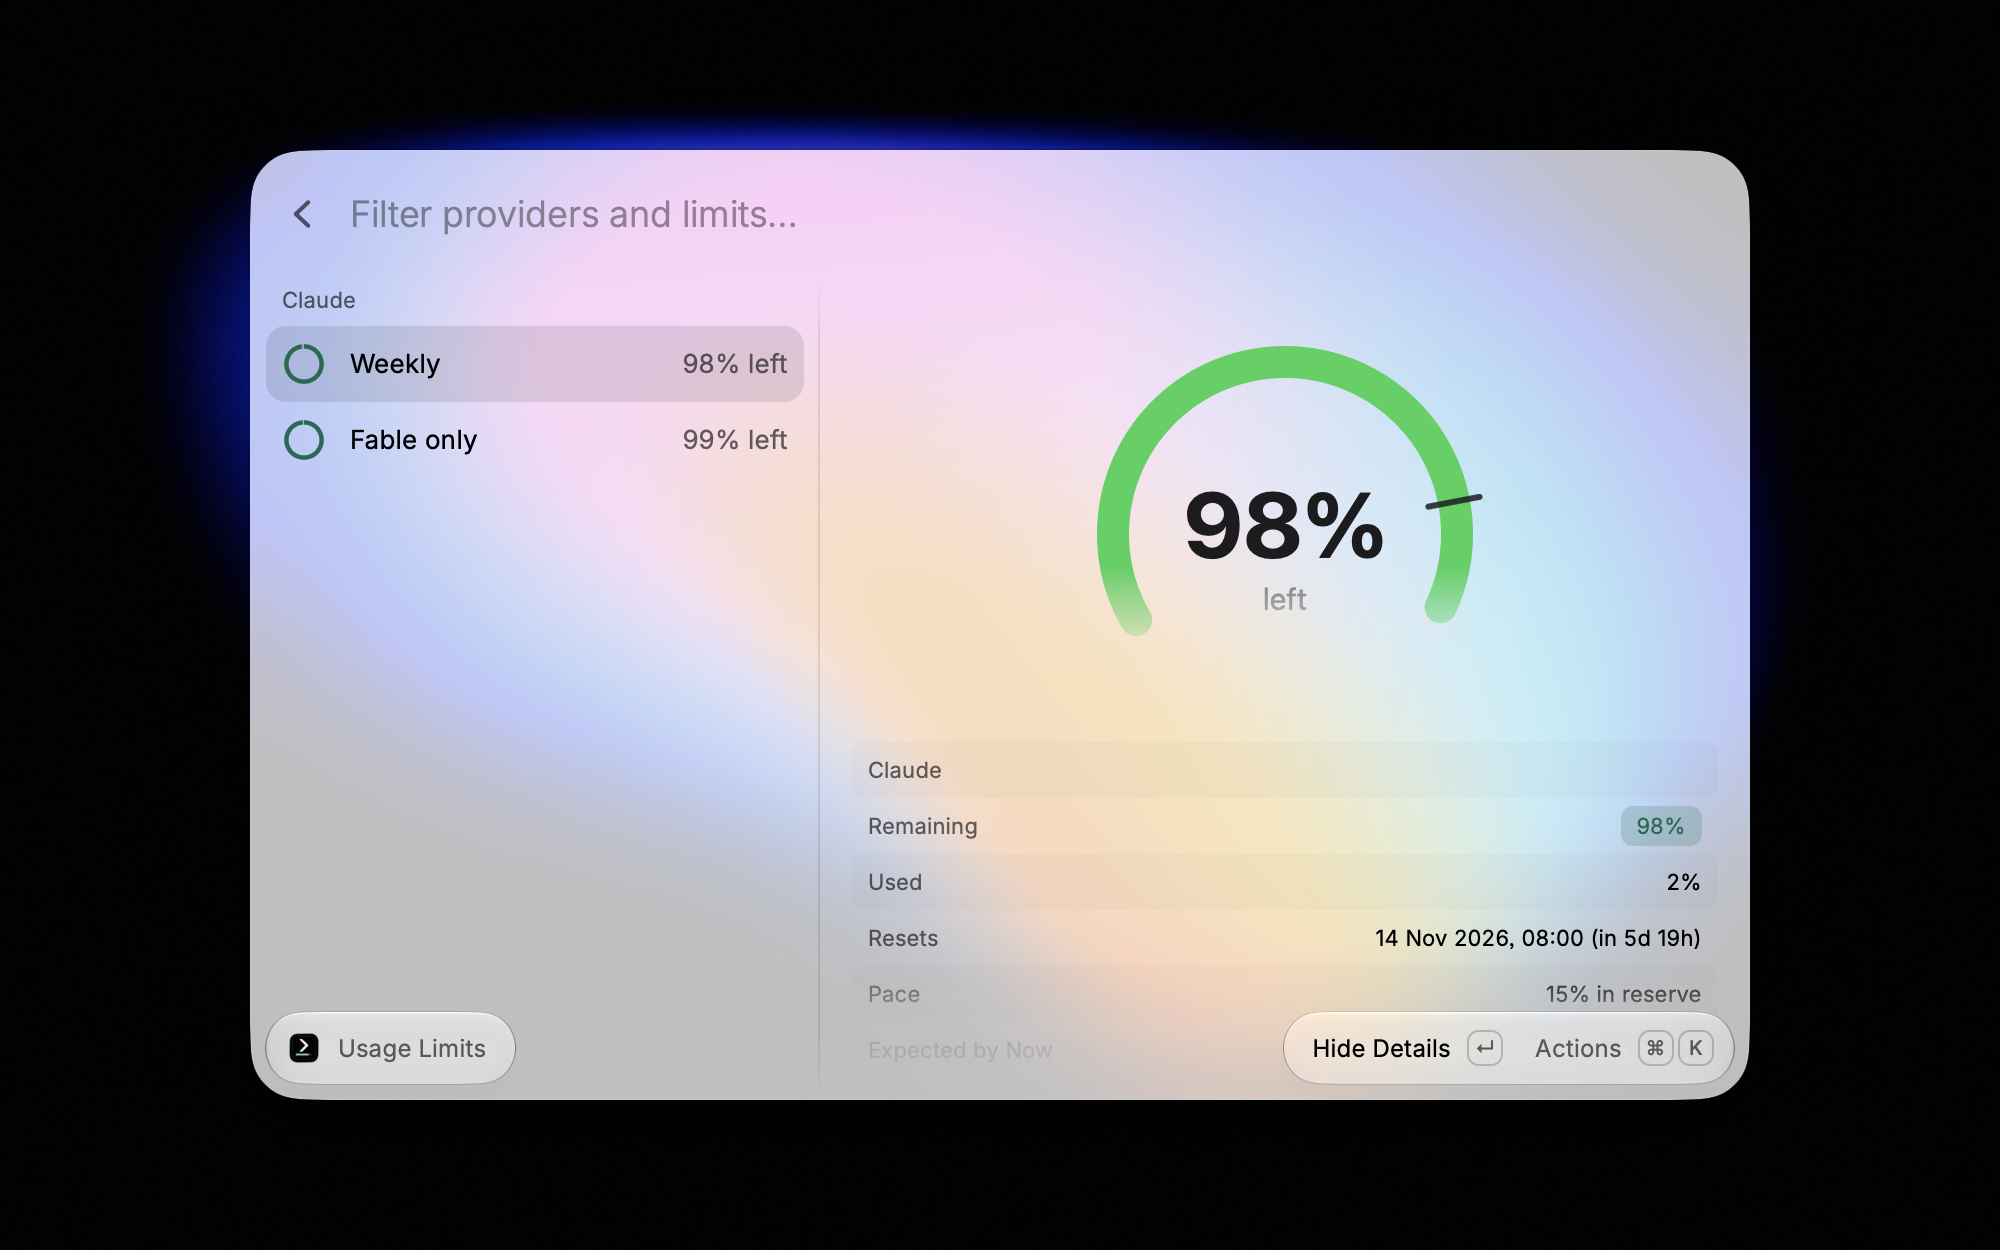 Filter providers and limits...
Claude
Weekly 98% left
Fable only 99% left
98%
left
Claude
Remaining 98%
Used 2%
Resets 14 Nov 2026, 08:00 (in 5d 19h)
Pace 15% in reserve
Expected by Now
Usage Limits
Hide Details ↵ Actions ⌘ K